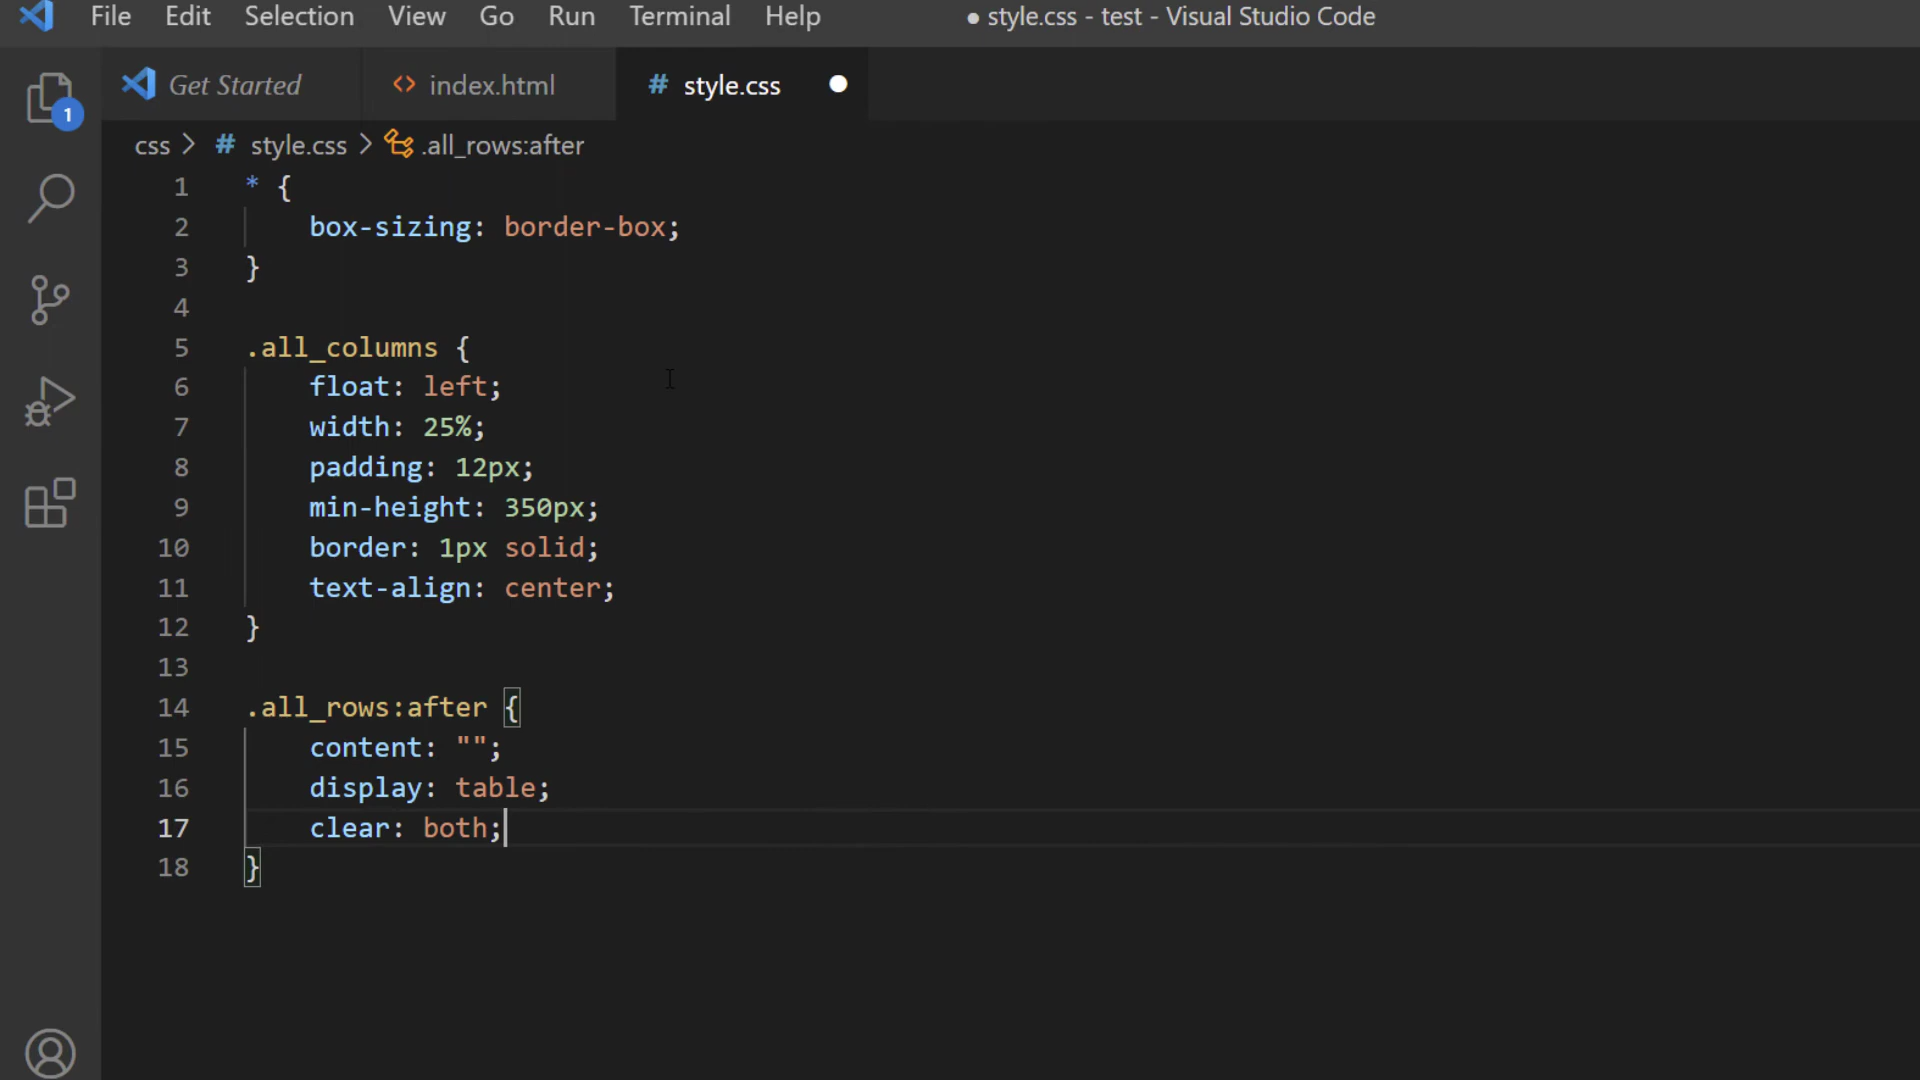 File Edit Selection View Go Run Terminal Help ● style.css - test - Visual Studio Code
Get Started <> index.html # style.css ●
1
css > # style.css > .all_rows:after
1 * {
2 box-sizing: border-box;
3 }
4
5 .all_columns {
6 float: left;
7 width: 25%;
8 padding: 12px;
9 min-height: 350px;
10 border: 1px solid;
11 text-align: center;
12 }
13
14 .all_rows:after {
15 content: "";
16 display: table;
17 clear: both;
18 }